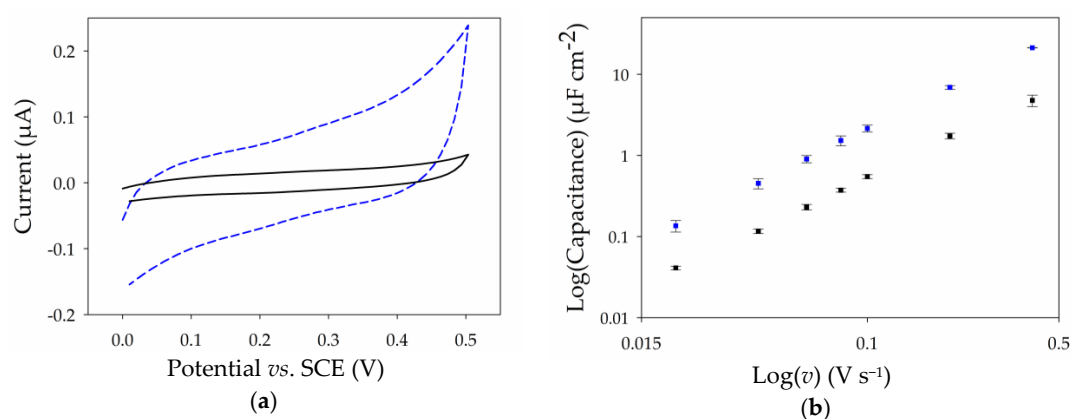 0.2
0.1
0.0
-0.1
-0.2
Current (µA)
0.0 0.1 0.2 0.3 0.4 0.5
Potential vs. SCE (V)
(a)
10
1
0.1
0.01
Log(Capacitance) (µF cm-2)
0.015 0.1 0.5
Log(v) (V s–1)
(b)